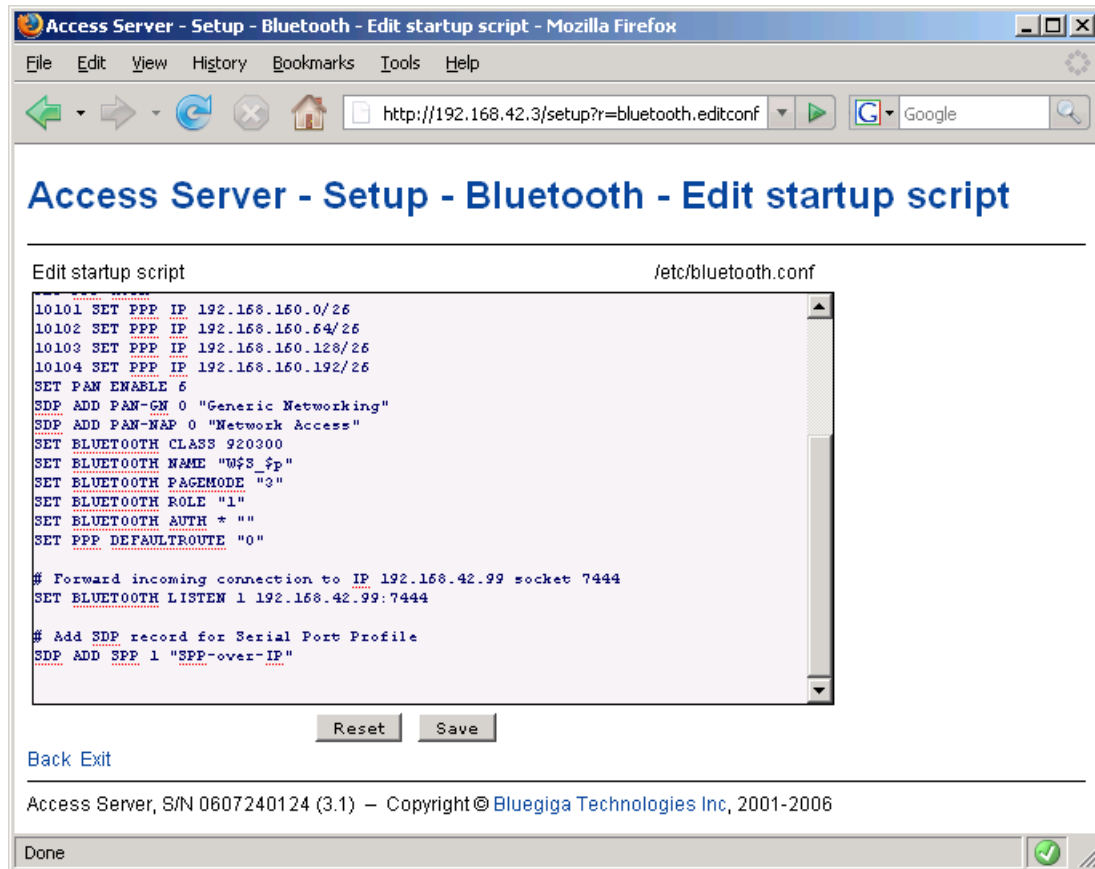 Access Server - Setup - Bluetooth - Edit startup script - Mozilla Firefox
File Edit View History Bookmarks Tools Help
http://192.168.42.3/setup?r=bluetooth.editconf G Google
Access Server - Setup - Bluetooth - Edit startup script
Edit startup script /etc/bluetooth.conf
10101 SET PPP IP 192.168.160.0/26
10102 SET PPP IP 192.168.160.64/26
10103 SET PPP IP 192.168.160.128/26
10104 SET PPP IP 192.168.160.192/26
SET PAN ENABLE 6
SDP ADD PAN-GN 0 "Generic Networking"
SDP ADD PAN-NAP 0 "Network Access"
SET BLUETOOTH CLASS 920300
SET BLUETOOTH NAME "W$S_$p"
SET BLUETOOTH PAGEMODE "3"
SET BLUETOOTH ROLE "1"
SET BLUETOOTH AUTH * ""
SET PPP DEFAULTROUTE "0"
# Forward incoming connection to IP 192.168.42.99 socket 7444
SET BLUETOOTH LISTEN 1 192.168.42.99:7444
# Add SDP record for Serial Port Profile
SDP ADD SPP 1 "SPP-over-IP"
Reset Save
Back Exit
Access Server, S/N 0607240124 (3.1) – Copyright © Bluegiga Technologies Inc, 2001-2006
Done